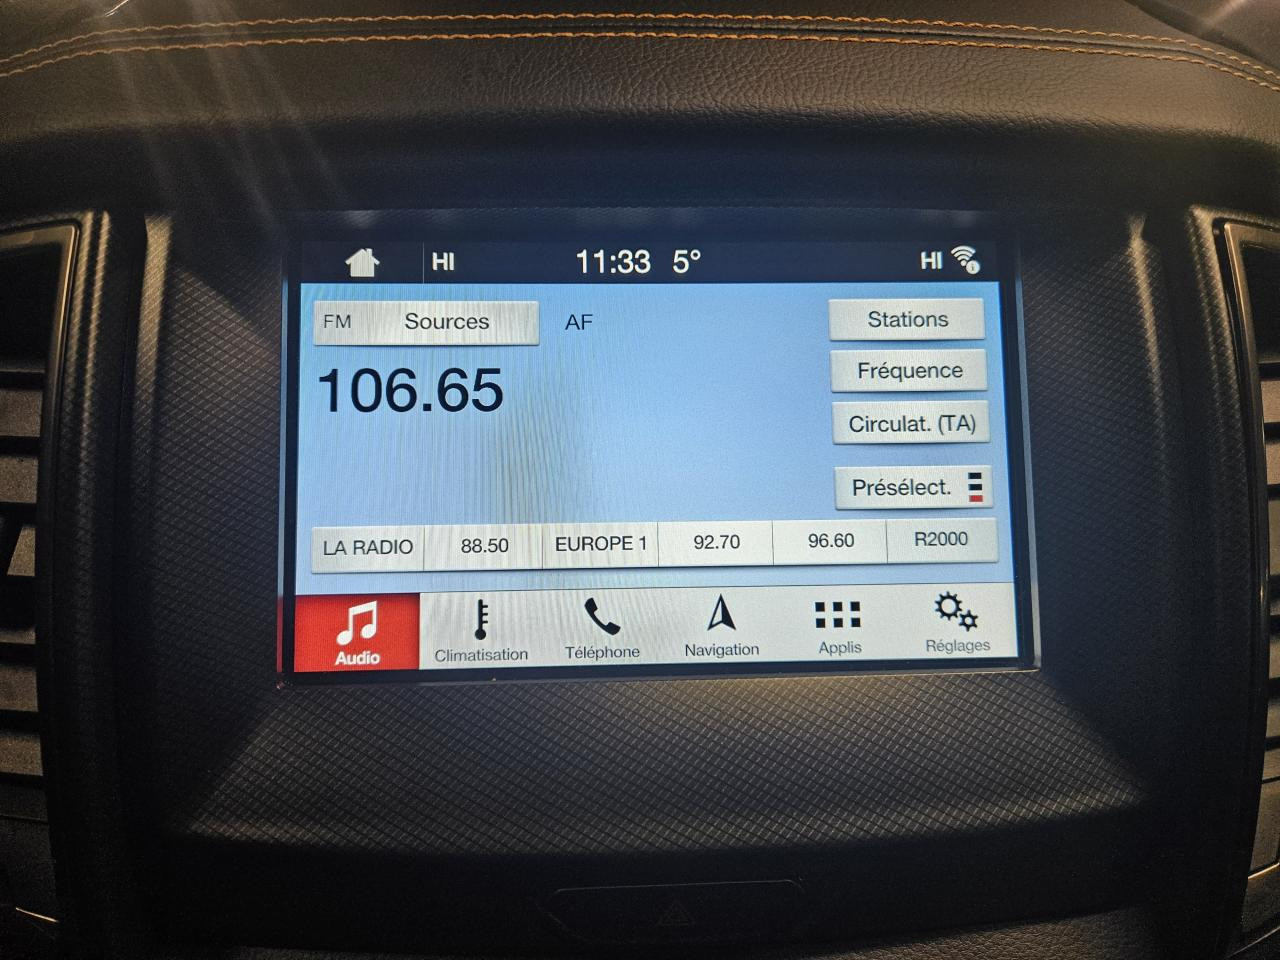 HI 11:33 5° HI
FM Sources AF Stations
106.65 Fréquence
Circulat. (TA)
Présélect.
LA RADIO 88.50 EUROPE 1 92.70 96.60 R2000
Audio Climatisation Téléphone Navigation Applis Réglages